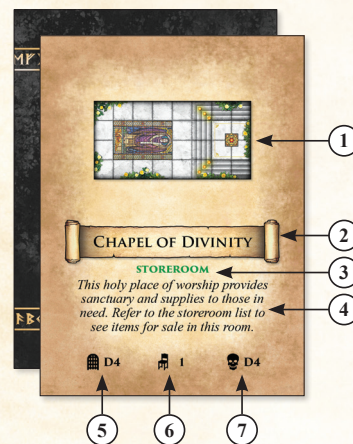 1
CHAPEL OF DIVINITY
2
STOREROOM
3
This holy place of worship provides
sanctuary and supplies to those in
need. Refer to the storeroom list to
see items for sale in this room.
4
D4 1 D4
5 6 7